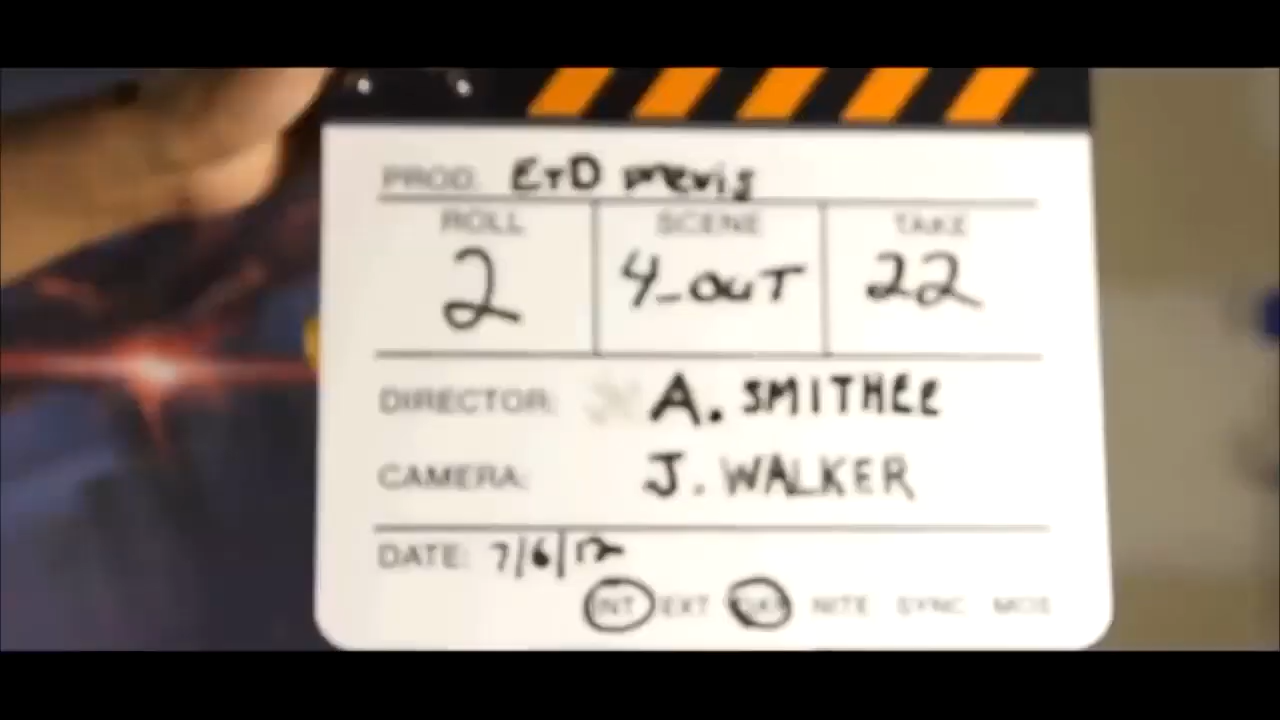 PROD. ETD previs
ROLL SCENE TAKE
2 4_OUT 22
DIRECTOR: A. SMITHEE
CAMERA: J. WALKER
DATE: 7/6/12
INT EXT DAY NITE SYNC MOS